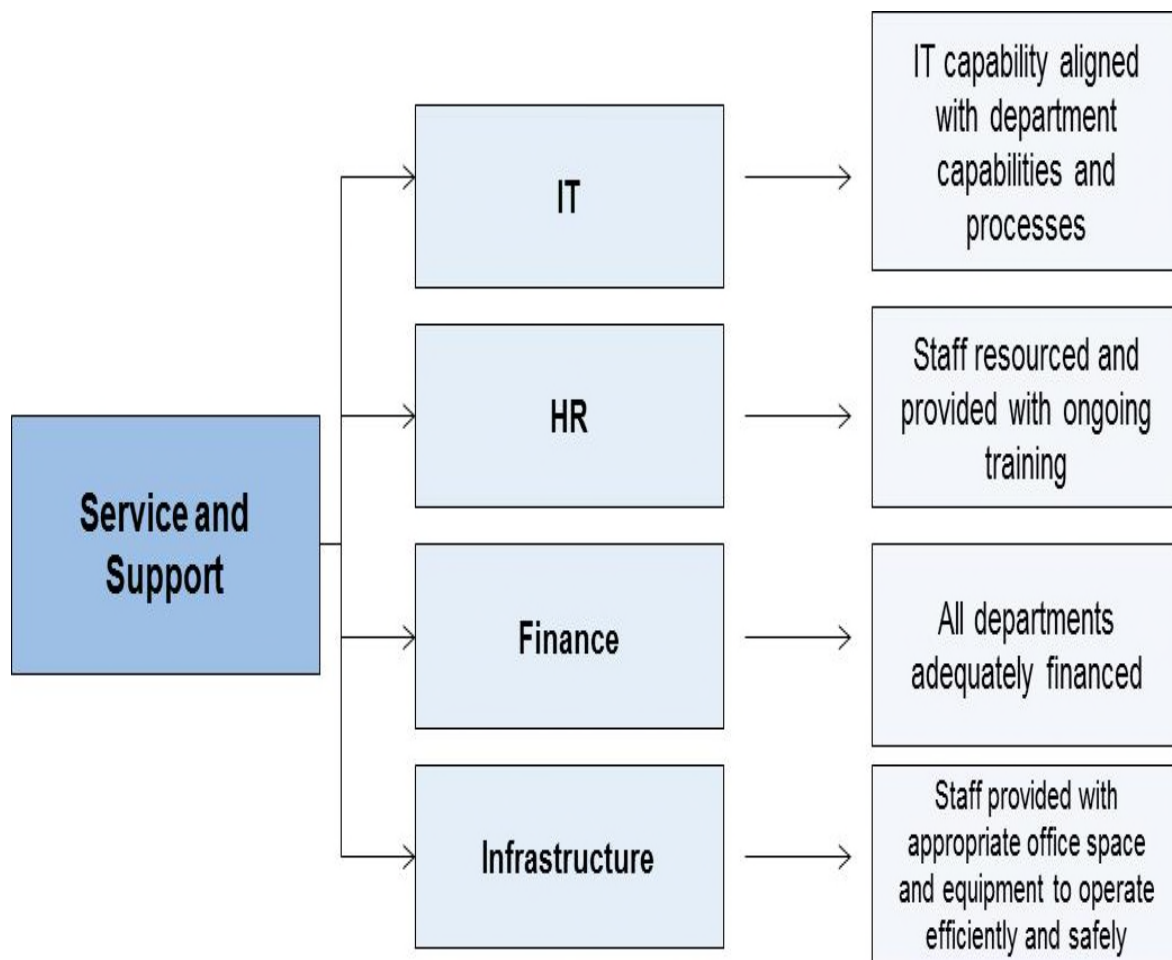 IT
IT capability aligned
with department
capabilities and
processes
HR
Staff resourced and
provided with ongoing
training
Service and
Support
Finance
All departments
adequately financed
Infrastructure
Staff provided with
appropriate office space
and equipment to operate
efficiently and safely